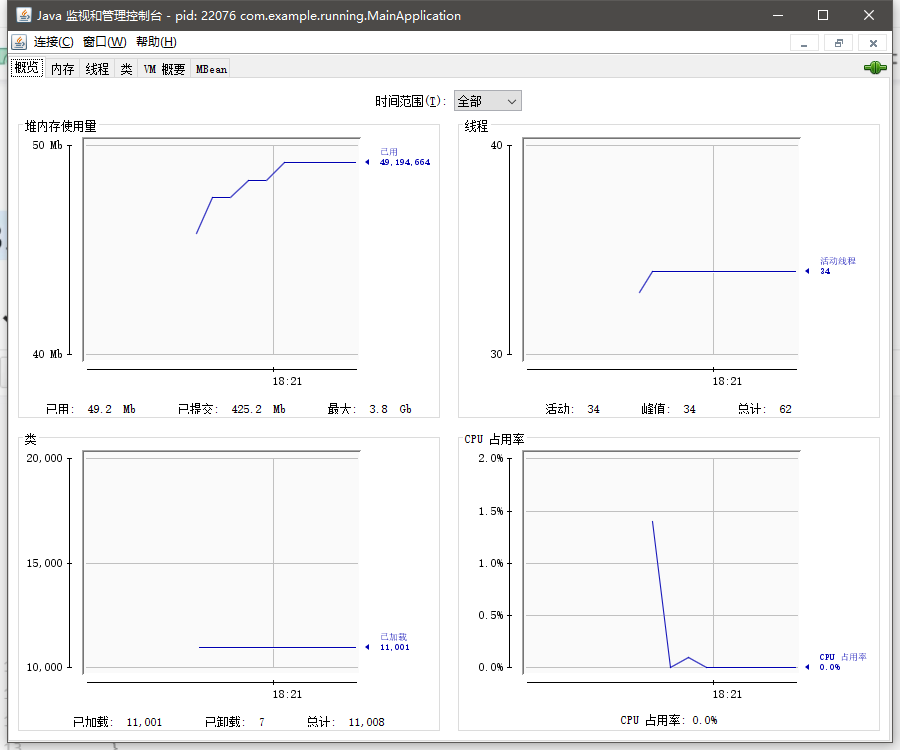 Java 监视和管理控制台 - pid: 22076 com.example.running.MainApplication
连接(C) 窗口(W) 帮助(H)
概览 内存 线程 类 VM 概要 MBean
时间范围(T): 全部
堆内存使用量
50 Mb
已用
49,194,664
40 Mb
18:21
已用: 49.2 Mb 已提交: 425.2 Mb 最大: 3.8 Gb
线程
40
活动线程
34
30
18:21
活动: 34 峰值: 34 总计: 62
类
20,000
15,000
已加载
11,001
10,000
18:21
已加载: 11,001 已卸载: 7 总计: 11,008
CPU 占用率
2.0%
1.5%
1.0%
0.5%
CPU 占用率
0.0%
0.0%
18:21
CPU 占用率: 0.0%